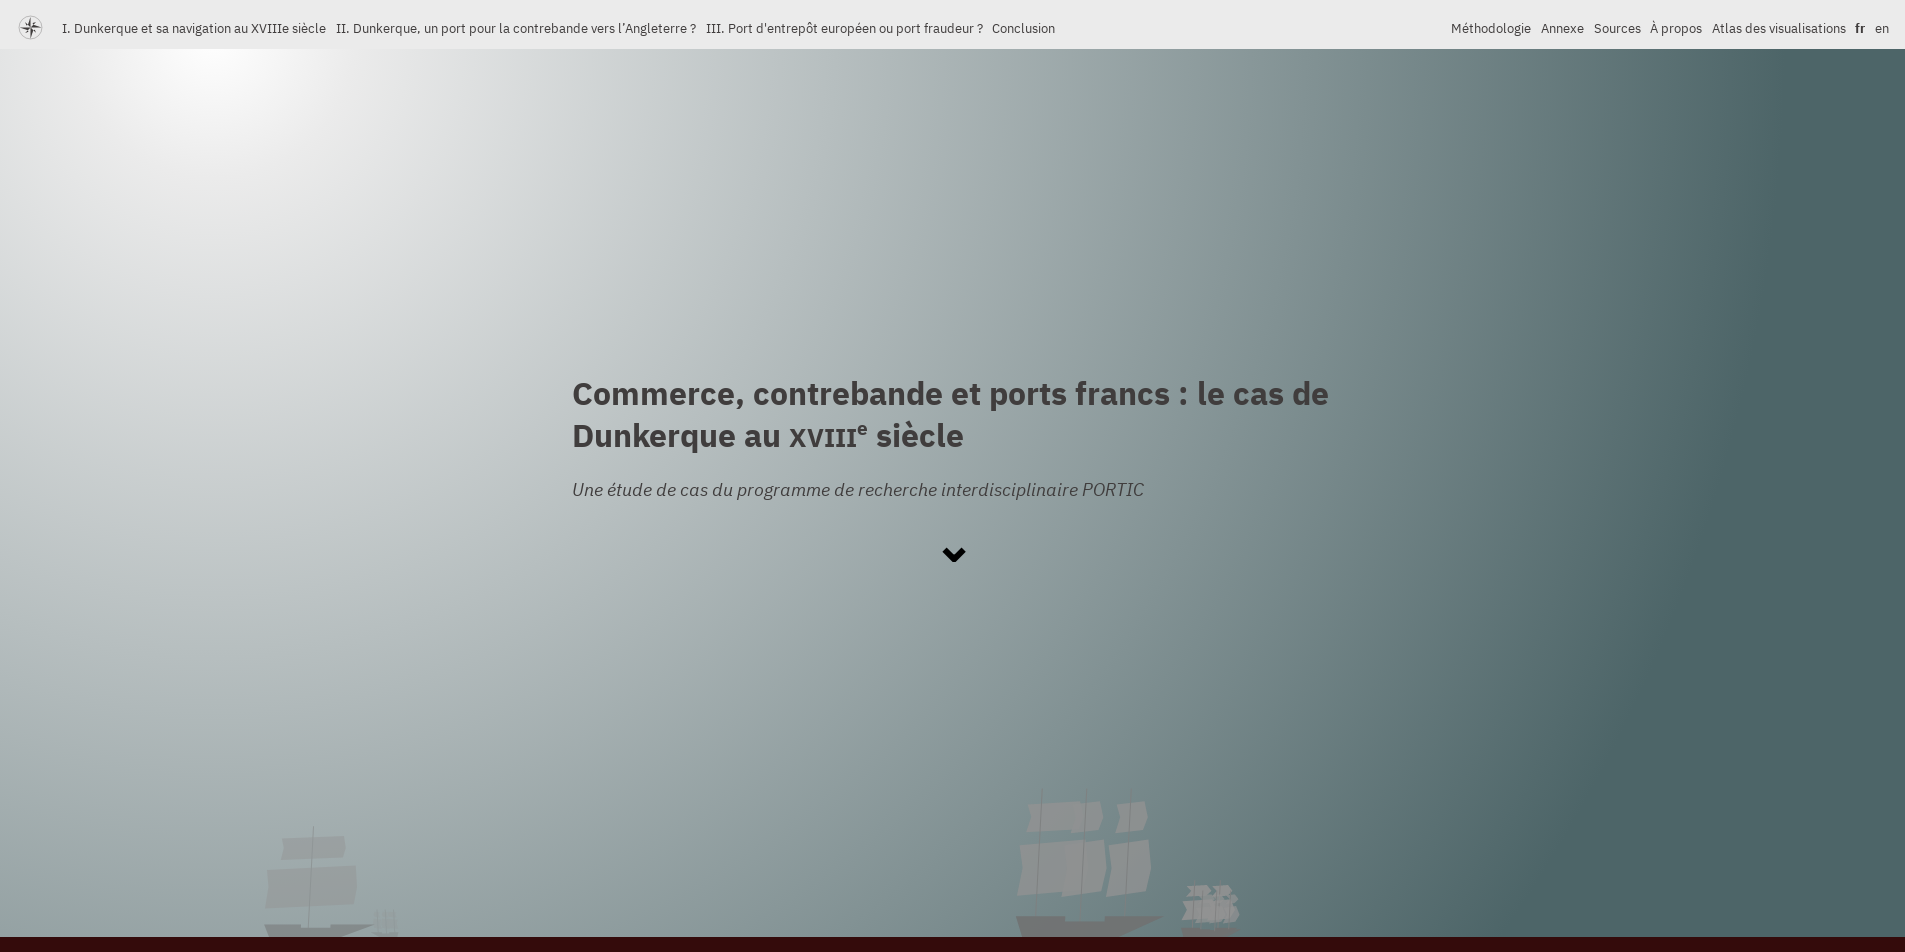 I. Dunkerque et sa navigation au XVIIIe siècle II. Dunkerque, un port pour la contrebande vers l’Angleterre ? III. Port d'entrepôt européen ou port fraudeur ? Conclusion Méthodologie Annexe Sources À propos Atlas des visualisations fr en
Commerce, contrebande et ports francs : le cas de
Dunkerque au XVIIIe siècle
Une étude de cas du programme de recherche interdisciplinaire PORTIC